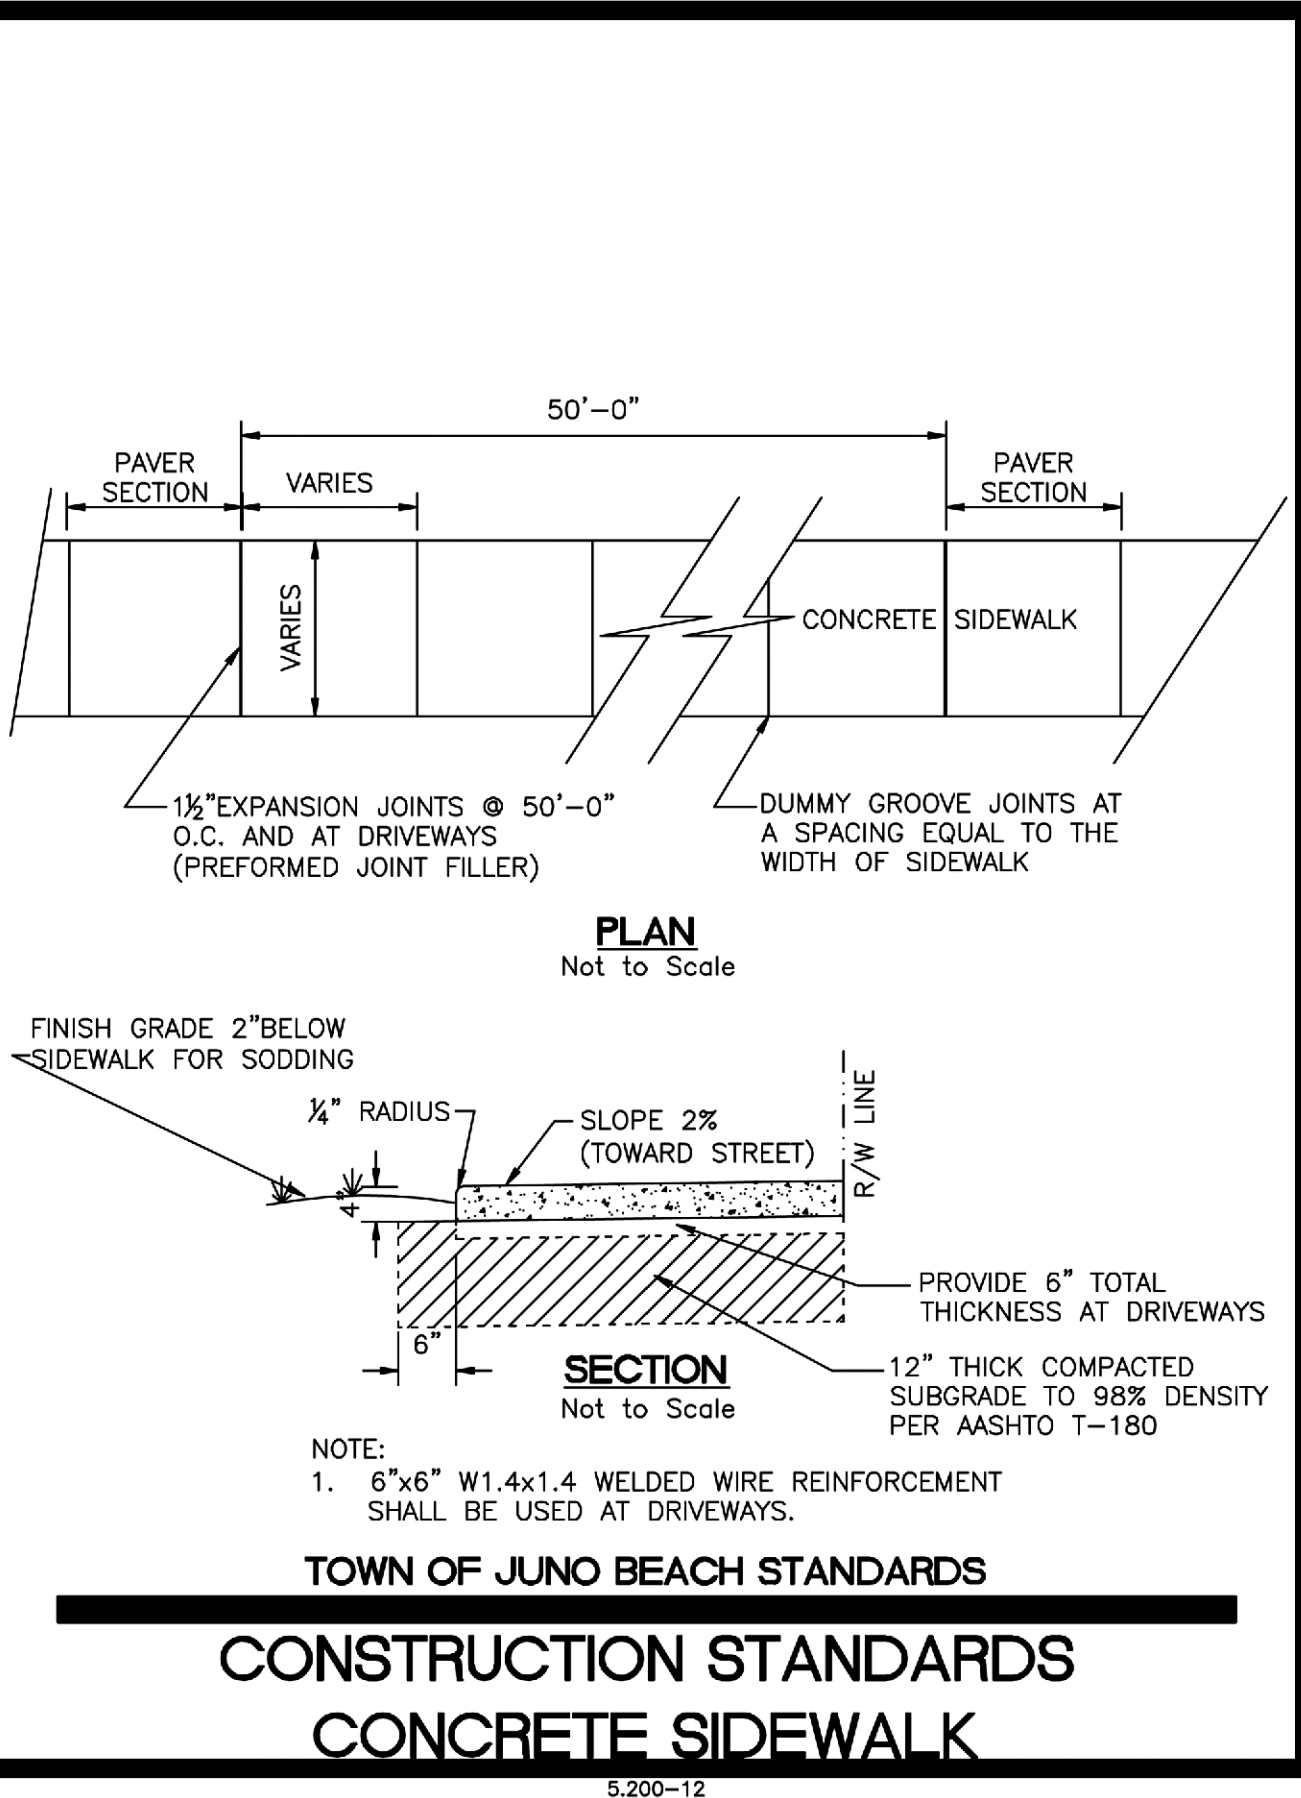 50'-0"
PAVER
SECTION
VARIES
PAVER
SECTION
VARIES
CONCRETE SIDEWALK
1½"EXPANSION JOINTS @ 50'-0"
O.C. AND AT DRIVEWAYS
(PREFORMED JOINT FILLER)
DUMMY GROOVE JOINTS AT
A SPACING EQUAL TO THE
WIDTH OF SIDEWALK
PLAN
Not to Scale
FINISH GRADE 2"BELOW
SIDEWALK FOR SODDING
¼" RADIUS
SLOPE 2%
(TOWARD STREET)
R/W LINE
4"
PROVIDE 6" TOTAL
THICKNESS AT DRIVEWAYS
6"
12" THICK COMPACTED
SUBGRADE TO 98% DENSITY
PER AASHTO T-180
SECTION
Not to Scale
NOTE:
1. 6"x6" W1.4x1.4 WELDED WIRE REINFORCEMENT
SHALL BE USED AT DRIVEWAYS.
TOWN OF JUNO BEACH STANDARDS
CONSTRUCTION STANDARDS
CONCRETE SIDEWALK
5.200-12